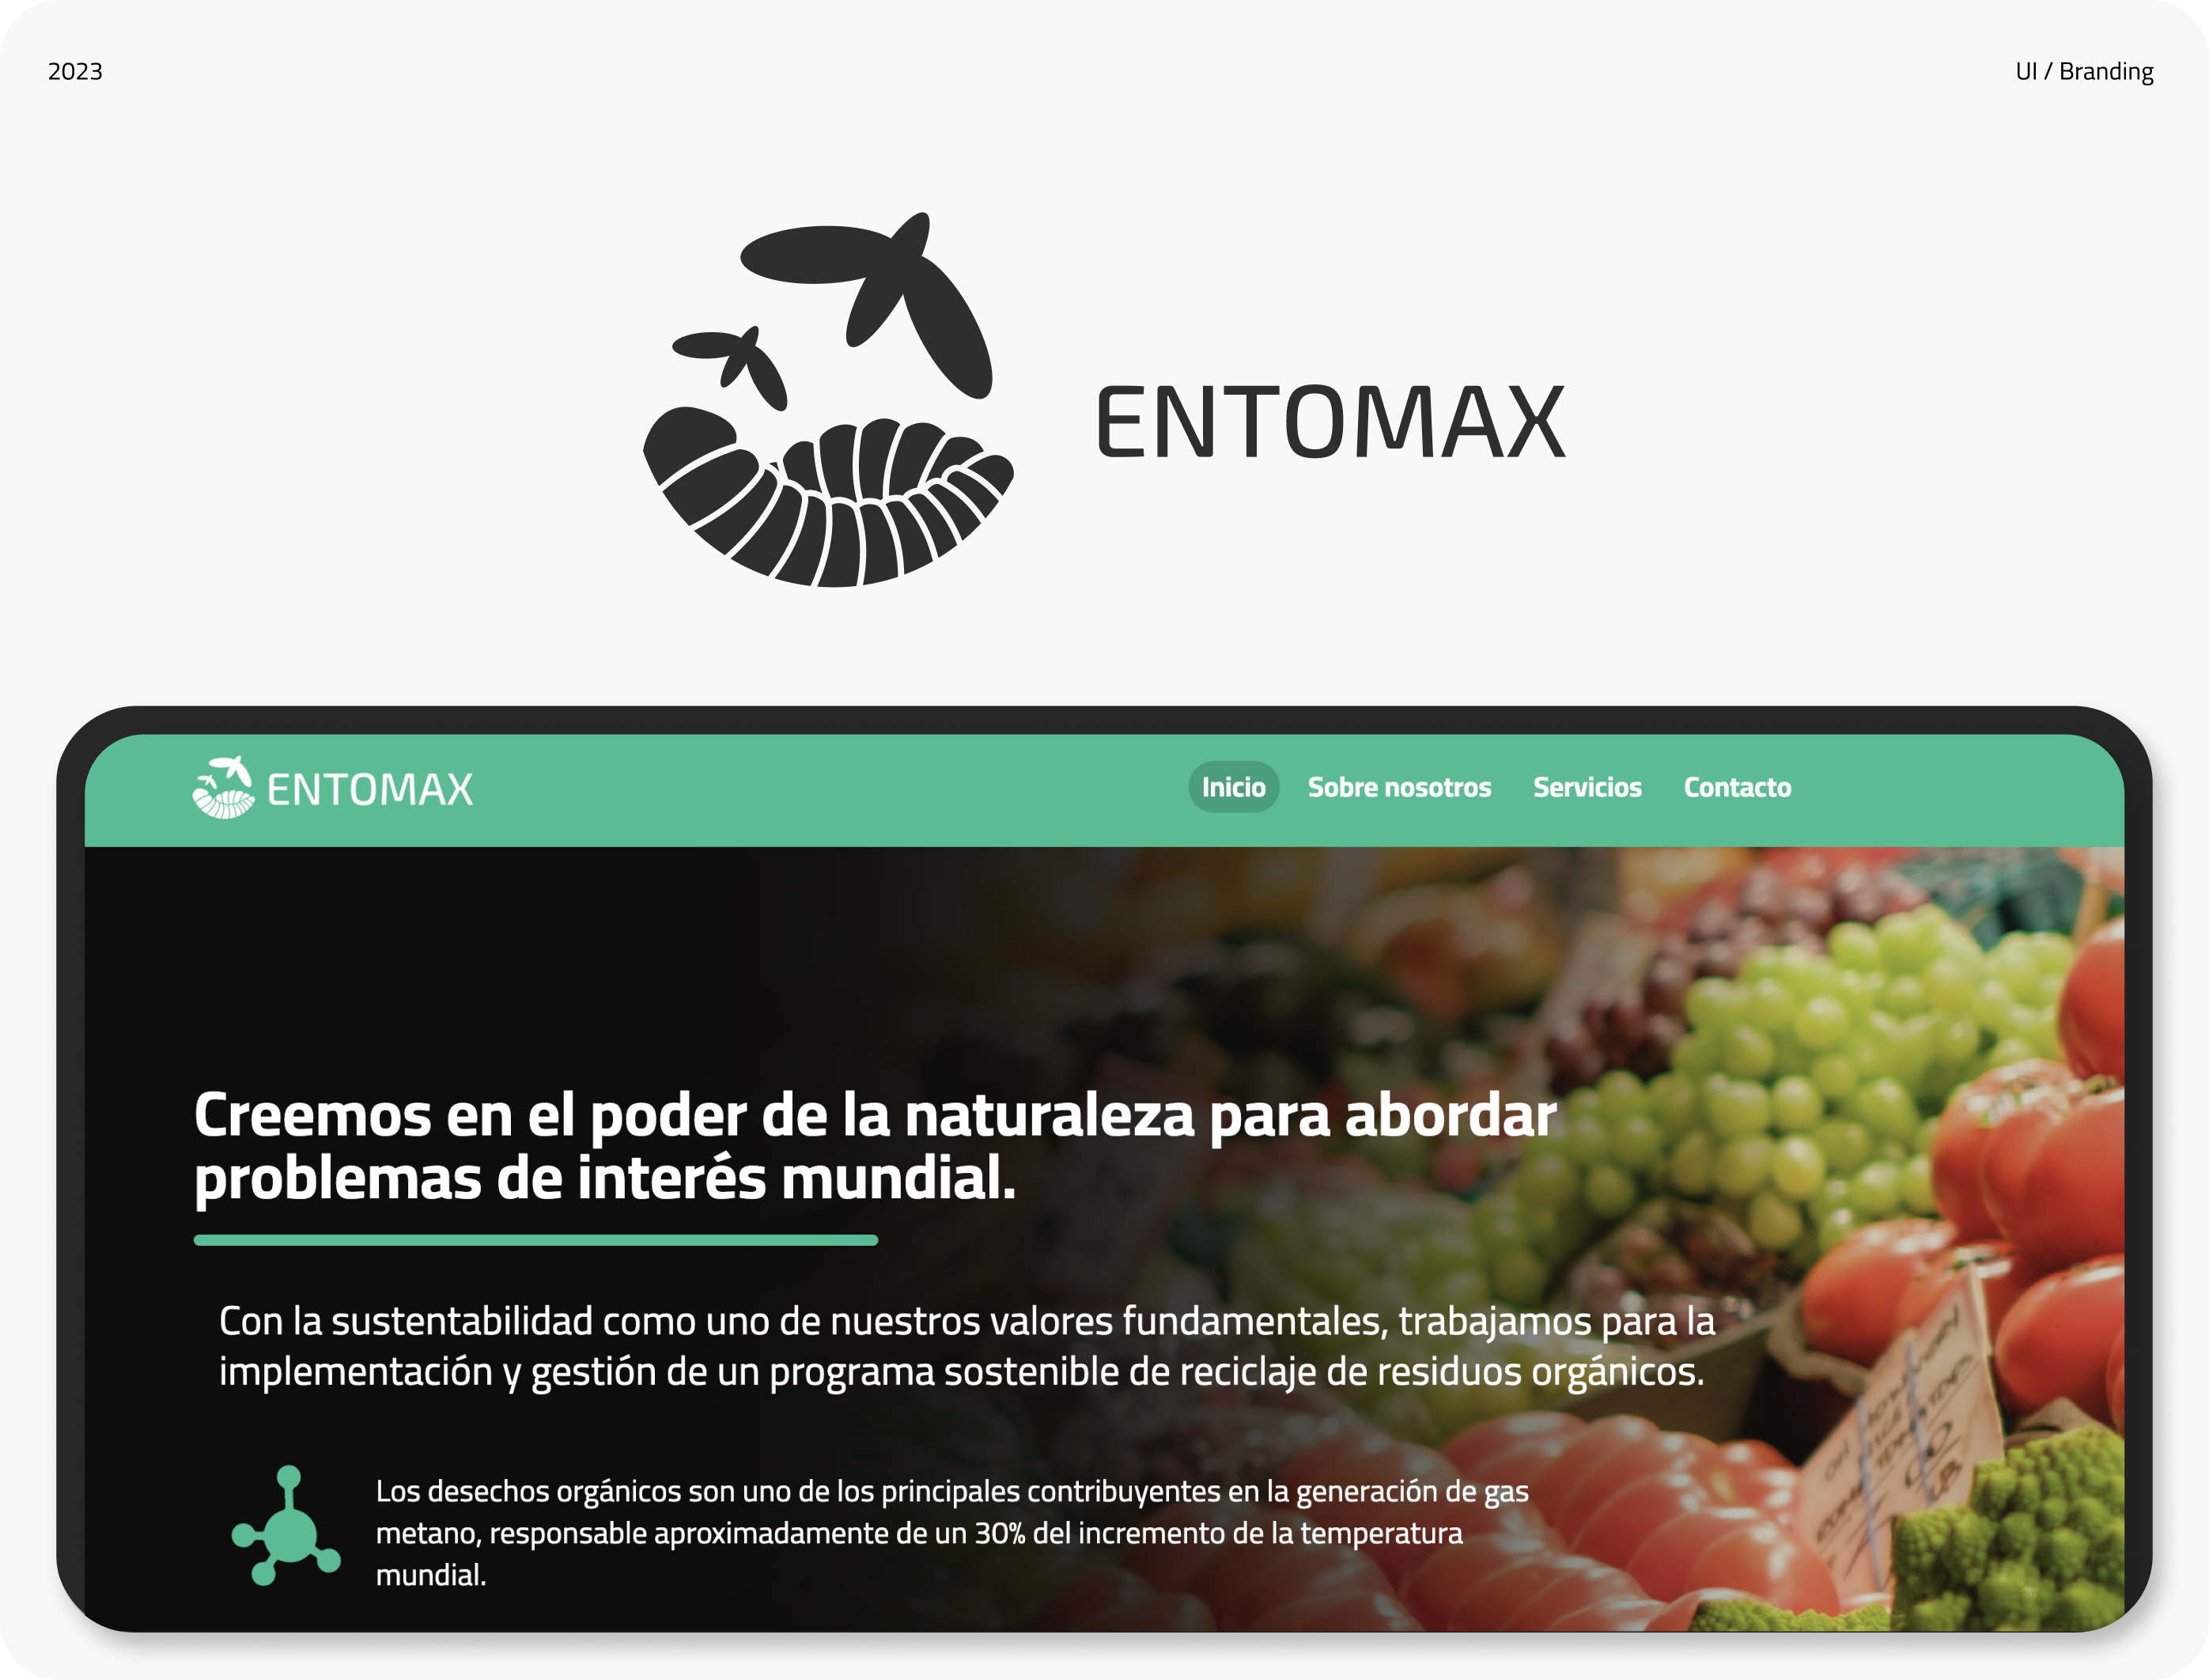 2023
UI / Branding
ENTOMAX
ENTOMAX
Inicio
Sobre nosotros
Servicios
Contacto
Creemos en el poder de la naturaleza para abordar
problemas de interés mundial.
Con la sustentabilidad como uno de nuestros valores fundamentales, trabajamos para la
implementación y gestión de un programa sostenible de reciclaje de residuos orgánicos.
Los desechos orgánicos son uno de los principales contribuyentes en la generación de gas
metano, responsable aproximadamente de un 30% del incremento de la temperatura
mundial.